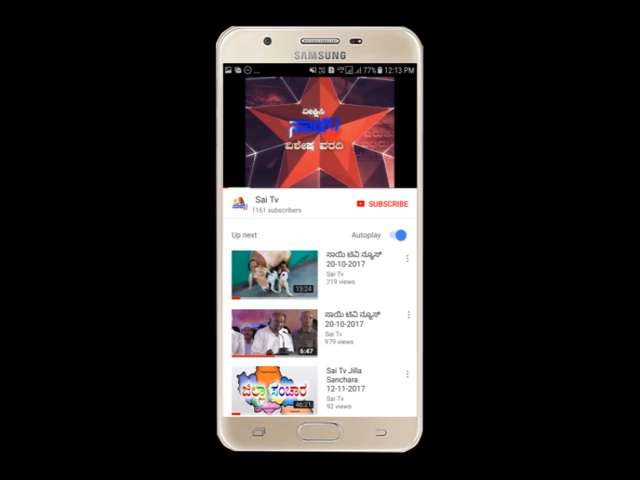 SAMSUNG
77% 12:13 PM
ವೀಕ್ಷಿಸಿ
ಸಾಯಿ
ವಿಶೇಷ ವರದಿ
Sai Tv
1161 subscribers
SUBSCRIBE
Up next
Autoplay
ಸಾಯಿ ಟಿವಿ ನ್ಯೂಸ್
20-10-2017
Sai Tv
719 views
13:24
ಸಾಯಿ ಟಿವಿ ನ್ಯೂಸ್
20-10-2017
Sai Tv
979 views
6:47
Sai Tv Jilla
Sanchara
12-11-2017
Sai Tv
92 views
ಜಿಲ್ಲಾ ಸಂಚಾರ
46:21